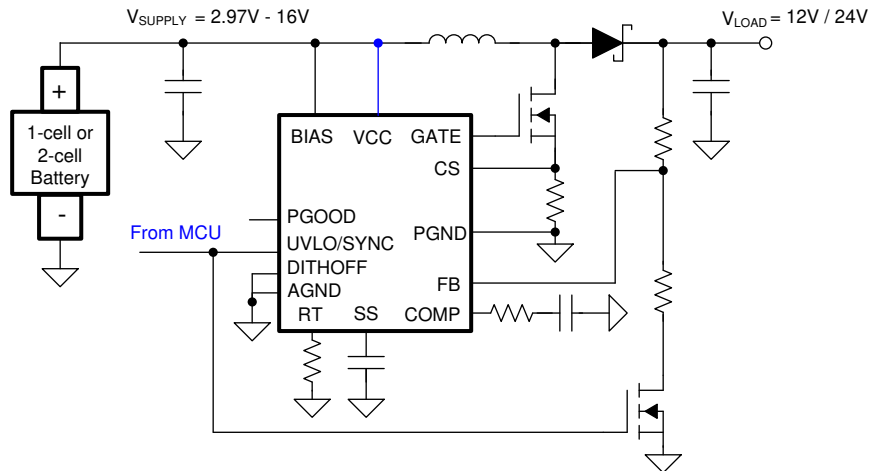 VSUPPLY = 2.97V - 16V
VLOAD = 12V / 24V
+
1-cell or
2-cell
Battery
-
BIAS
VCC
GATE
CS
PGOOD
From MCU
UVLO/SYNC
PGND
DITHOFF
FB
AGND
RT
SS
COMP